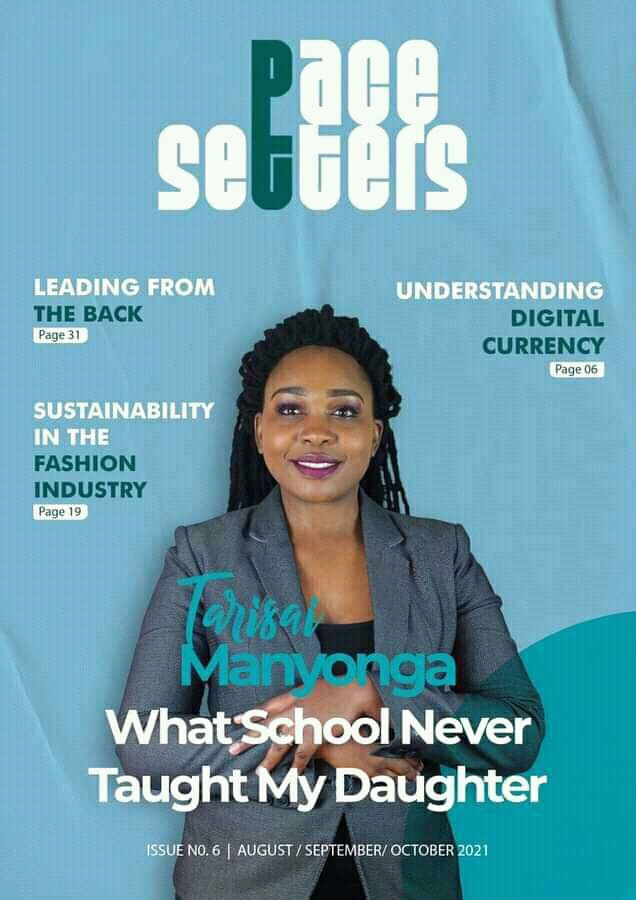 Pace
setters
LEADING FROM
THE BACK
Page 31
UNDERSTANDING
DIGITAL
CURRENCY
Page 06
SUSTAINABILITY
IN THE
FASHION
INDUSTRY
Page 19
Tarisai
Manyonga
What School Never
Taught My Daughter
ISSUE N0. 6 | AUGUST / SEPTEMBER/ OCTOBER 2021